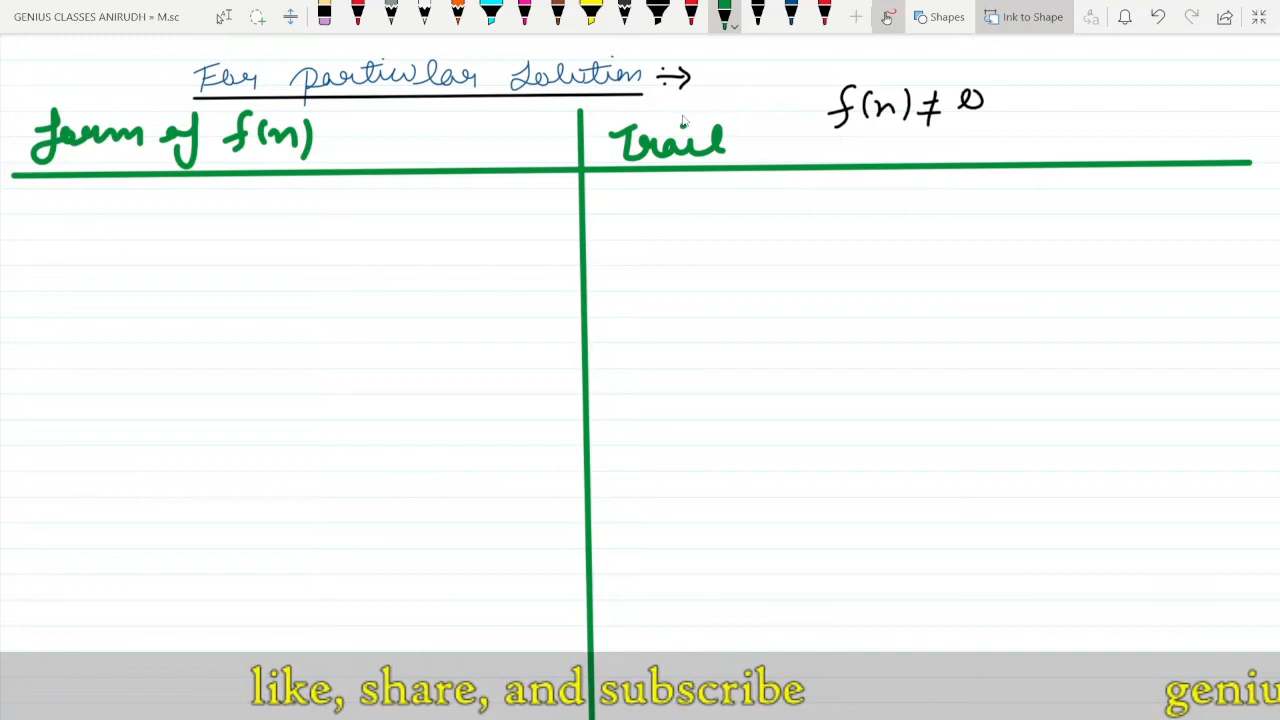 GENIUS CLASSES ANIRUDH - M.sc
Shapes
Ink to Shape
For particular solution ÷→
f(n) ≠ 0
form of f(n)
Trail
like, share, and subscribe
geniu